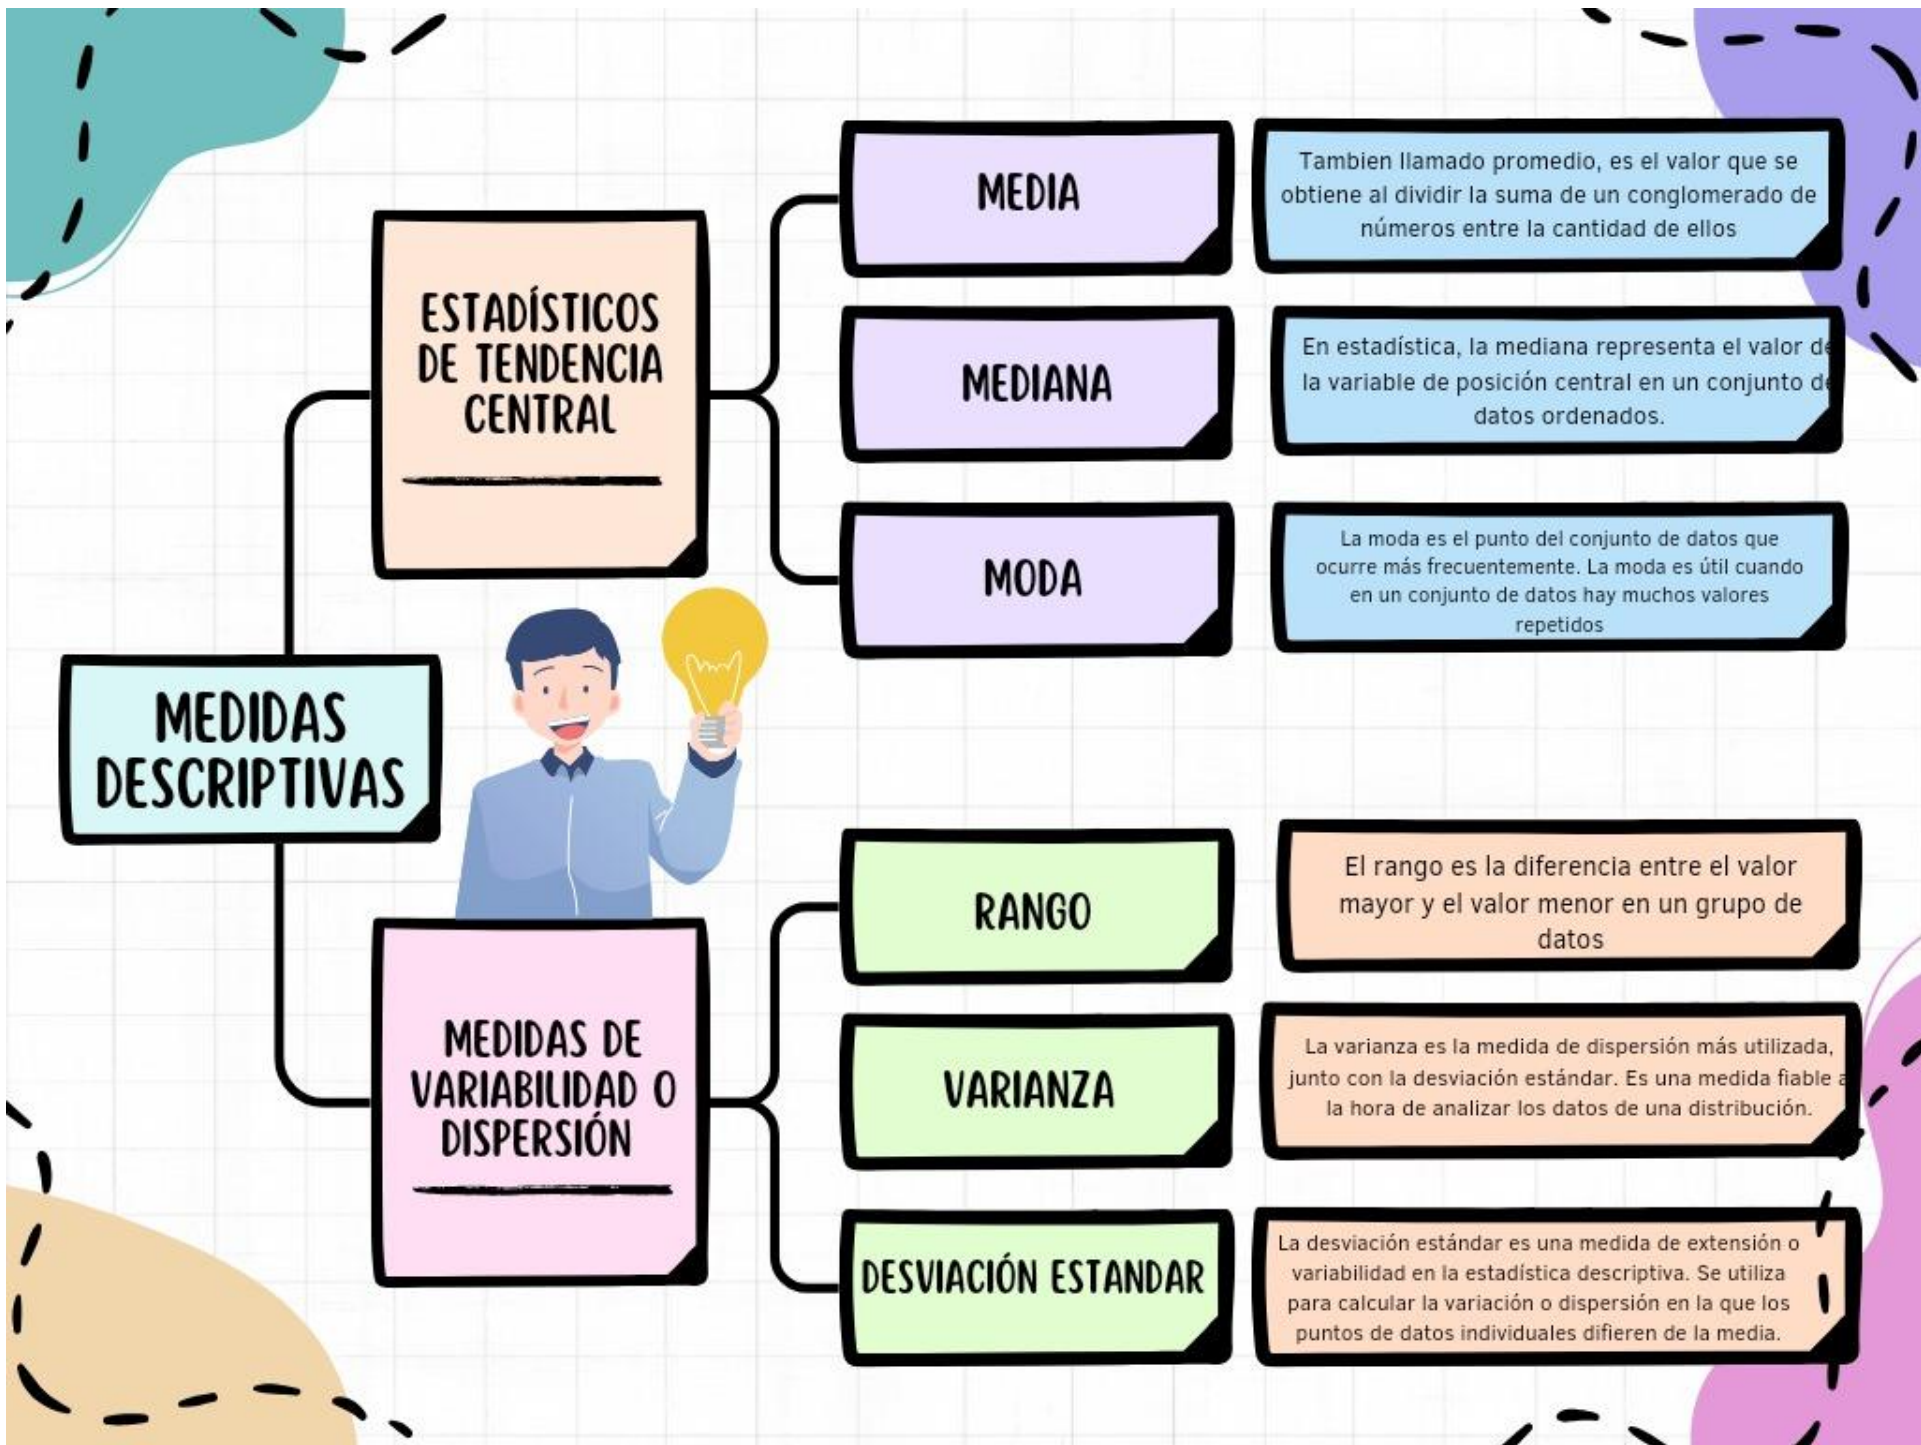 MEDIDAS
DESCRIPTIVAS
ESTADÍSTICOS
DE TENDENCIA
CENTRAL
MEDIA
Tambien llamado promedio, es el valor que se
obtiene al dividir la suma de un conglomerado de
números entre la cantidad de ellos
MEDIANA
En estadística, la mediana representa el valor de
la variable de posición central en un conjunto de
datos ordenados.
MODA
La moda es el punto del conjunto de datos que
ocurre más frecuentemente. La moda es útil cuando
en un conjunto de datos hay muchos valores
repetidos
MEDIDAS DE
VARIABILIDAD O
DISPERSIÓN
RANGO
El rango es la diferencia entre el valor
mayor y el valor menor en un grupo de
datos
VARIANZA
La varianza es la medida de dispersión más utilizada,
junto con la desviación estándar. Es una medida fiable a
la hora de analizar los datos de una distribución.
DESVIACIÓN ESTANDAR
La desviación estándar es una medida de extensión o
variabilidad en la estadística descriptiva. Se utiliza
para calcular la variación o dispersión en la que los
puntos de datos individuales difieren de la media.